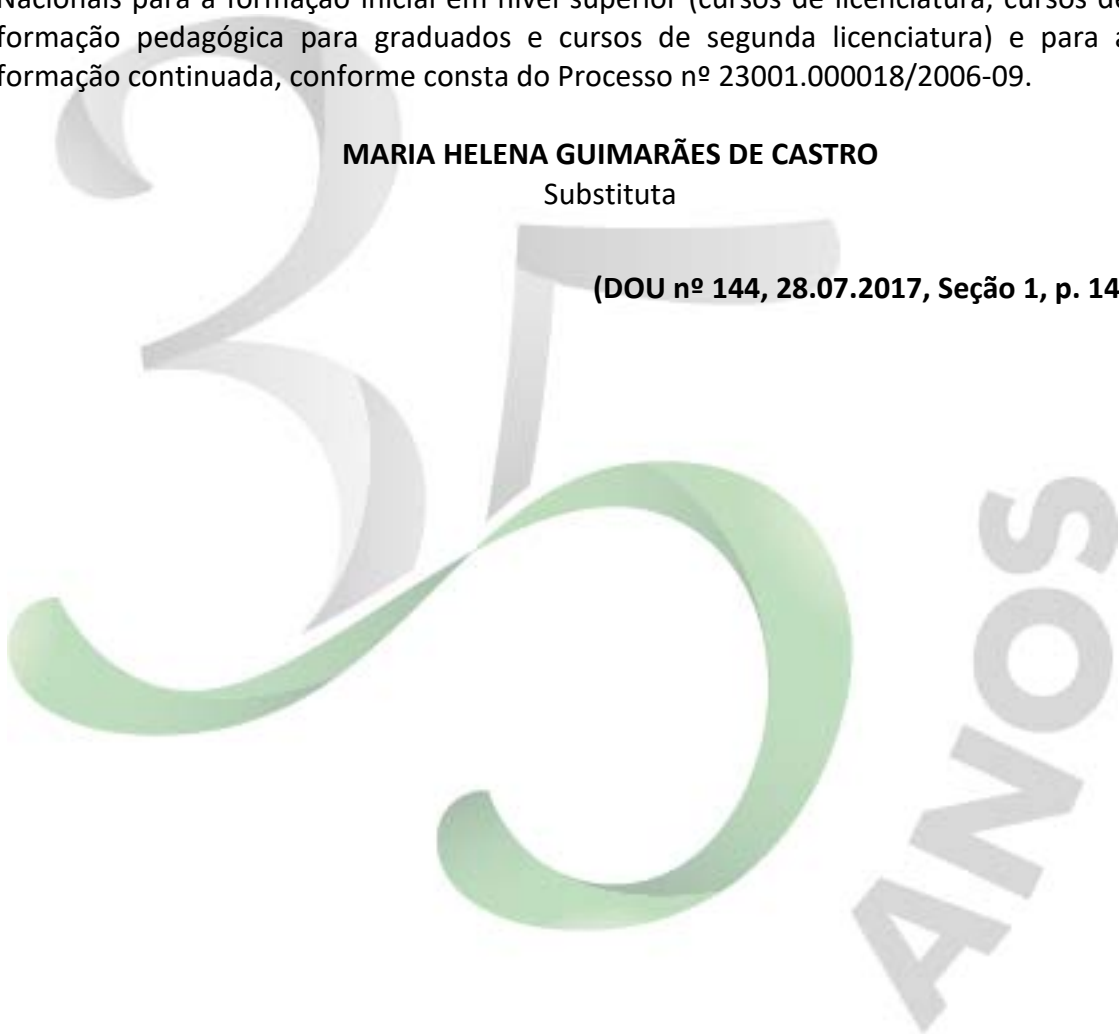 Nacionais para a formação inicial em nível superior (cursos de licenciatura, cursos de
formação pedagógica para graduados e cursos de segunda licenciatura) e para a
formação continuada, conforme consta do Processo nº 23001.000018/2006-09.
MARIA HELENA GUIMARÃES DE CASTRO
Substituta
(DOU nº 144, 28.07.2017, Seção 1, p. 14
35
ANOS